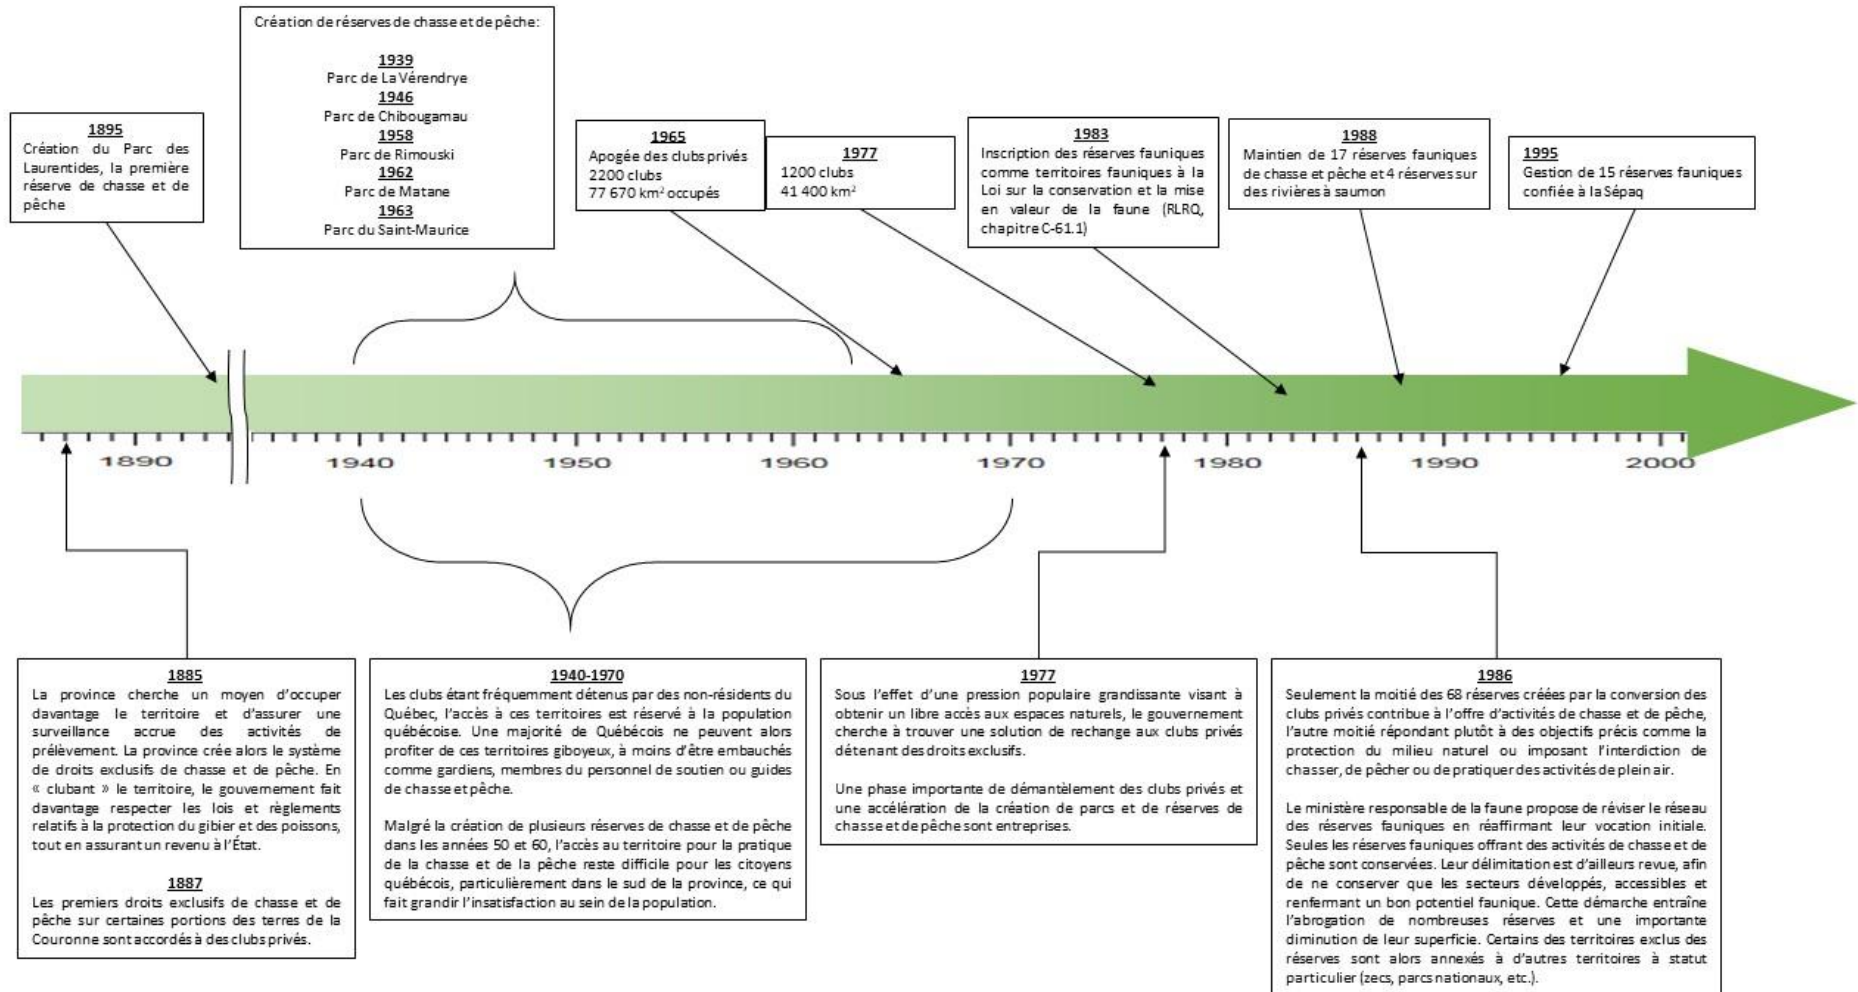 Création de réserves de chasse et de pêche:
1939
Parc de La Vérendrye
1946
Parc de Chibougamau
1958
Parc de Rimouski
1962
Parc de Matane
1963
Parc du Saint-Maurice
1895
Création du Parc des
Laurentides, la première
réserve de chasse et de
pêche
1965
Apogée des clubs privés
2200 clubs
77 670 km² occupés
1977
1200 clubs
41 400 km²
1983
Inscription des réserves fauniques
comme territoires fauniques à la
Loi sur la conservation et la mise
en valeur de la faune (RLRQ,
chapitre C-61.1)
1988
Maintien de 17 réserves fauniques
de chasse et pêche et 4 réserves sur
des rivières à saumon
1995
Gestion de 15 réserves fauniques
confiée à la Sépaq
1890 1940 1950 1960 1970 1980 1990 2000
1885
La province cherche un moyen d'occuper
davantage le territoire et d'assurer une
surveillance accrue des activités de
prélèvement. La province crée alors le système
de droits exclusifs de chasse et de pêche. En
« clubant » le territoire, le gouvernement fait
davantage respecter les lois et règlements
relatifs à la protection du gibier et des poissons,
tout en assurant un revenu à l'État.
1887
Les premiers droits exclusifs de chasse et de
pêche sur certaines portions des terres de la
Couronne sont accordés à des clubs privés.
1940-1970
Les clubs étant fréquemment détenus par des non-résidents du
Québec, l'accès à ces territoires est réservé à la population
québécoise. Une majorité de Québécois ne peuvent alors
profiter de ces territoires giboyeux, à moins d'être embauchés
comme gardiens, membres du personnel de soutien ou guides
de chasse et pêche.
Malgré la création de plusieurs réserves de chasse et de pêche
dans les années 50 et 60, l'accès au territoire pour la pratique
de la chasse et de la pêche reste difficile pour les citoyens
québécois, particulièrement dans le sud de la province, ce qui
fait grandir l'insatisfaction au sein de la population.
1977
Sous l'effet d'une pression populaire grandissante visant à
obtenir un libre accès aux espaces naturels, le gouvernement
cherche à trouver une solution de rechange aux clubs privés
détenant des droits exclusifs.
Une phase importante de démantèlement des clubs privés et
une accélération de la création de parcs et de réserves de
chasse et de pêche sont entreprises.
1986
Seulement la moitié des 68 réserves créées par la conversion des
clubs privés contribue à l'offre d'activités de chasse et de pêche,
l'autre moitié répondant plutôt à des objectifs précis comme la
protection du milieu naturel ou imposant l'interdiction de
chasser, de pêcher ou de pratiquer des activités de plein air.
Le ministère responsable de la faune propose de réviser le réseau
des réserves fauniques en réaffirmant leur vocation initiale.
Seules les réserves fauniques offrant des activités de chasse et de
pêche sont conservées. Leur délimitation est d'ailleurs revue, afin
de ne conserver que les secteurs développés, accessibles et
renfermant un bon potentiel faunique. Cette démarche entraîne
l'abrogation de nombreuses réserves et une importante
diminution de leur superficie. Certains des territoires exclus des
réserves sont alors annexés à d'autres territoires à statut
particulier (zecs, parcs nationaux, etc.).